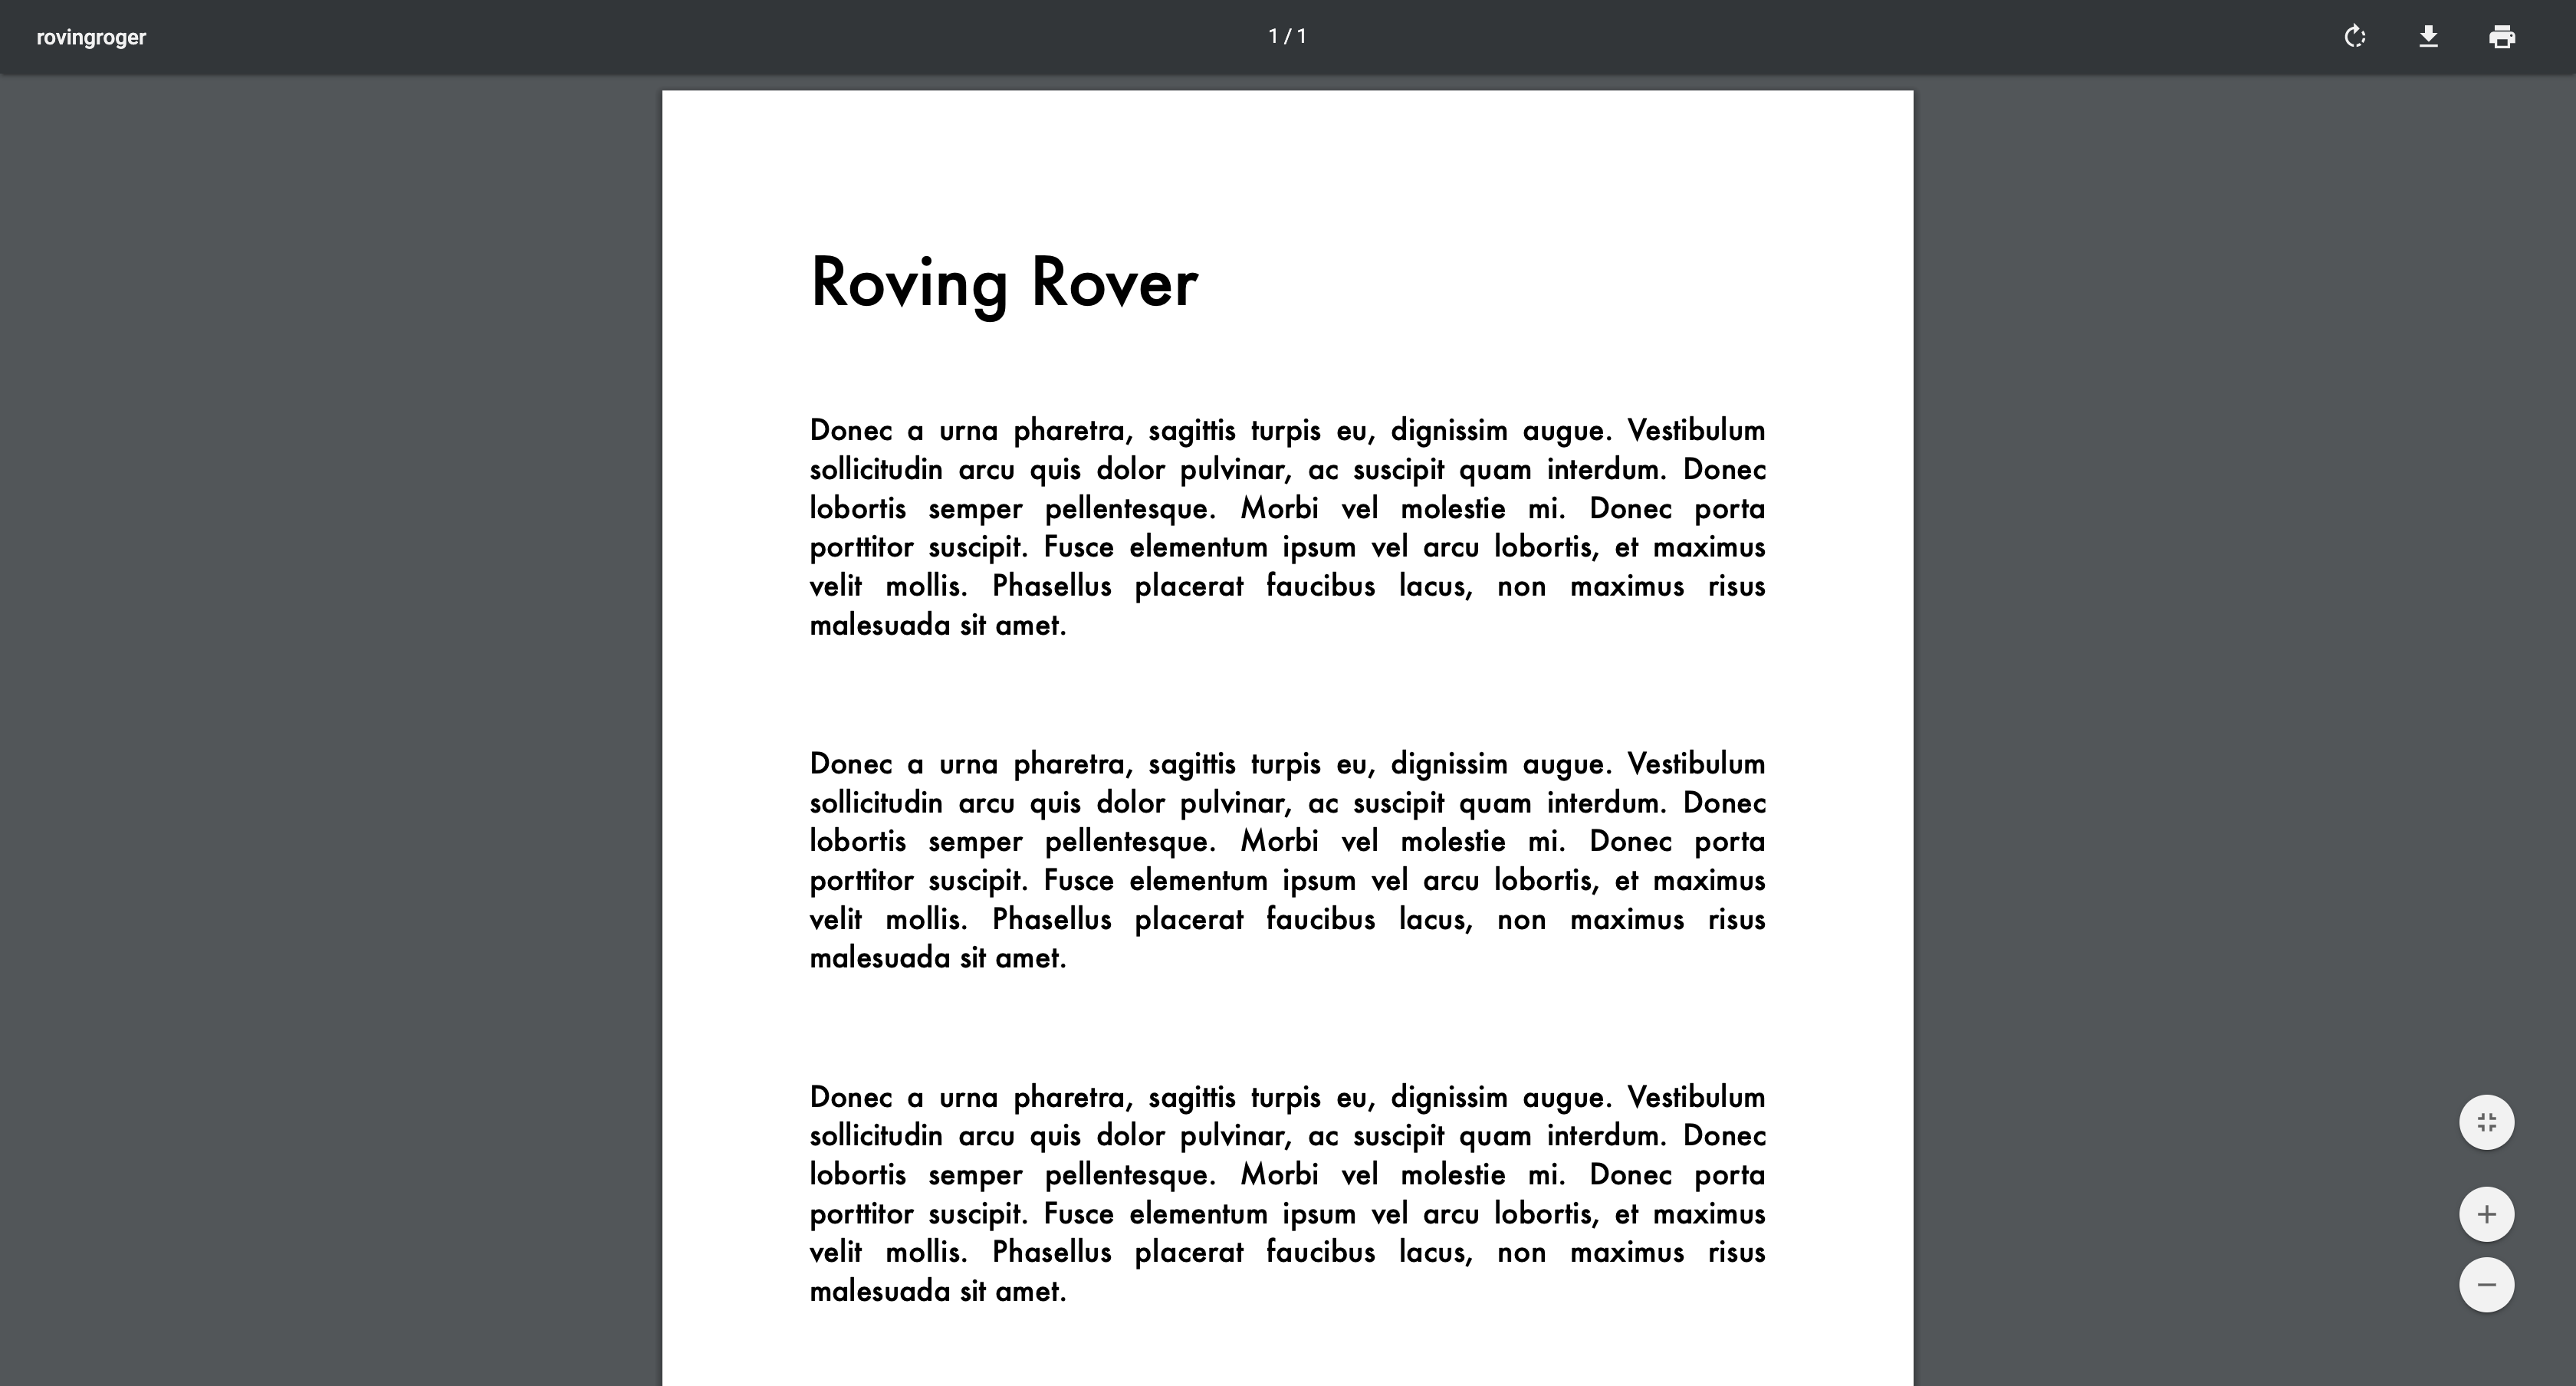 rovingroger
1 / 1
Roving Rover
Donec a urna pharetra, sagittis turpis eu, dignissim augue. Vestibulum
sollicitudin arcu quis dolor pulvinar, ac suscipit quam interdum. Donec
lobortis semper pellentesque. Morbi vel molestie mi. Donec porta
porttitor suscipit. Fusce elementum ipsum vel arcu lobortis, et maximus
velit mollis. Phasellus placerat faucibus lacus, non maximus risus
malesuada sit amet.
Donec a urna pharetra, sagittis turpis eu, dignissim augue. Vestibulum
sollicitudin arcu quis dolor pulvinar, ac suscipit quam interdum. Donec
lobortis semper pellentesque. Morbi vel molestie mi. Donec porta
porttitor suscipit. Fusce elementum ipsum vel arcu lobortis, et maximus
velit mollis. Phasellus placerat faucibus lacus, non maximus risus
malesuada sit amet.
Donec a urna pharetra, sagittis turpis eu, dignissim augue. Vestibulum
sollicitudin arcu quis dolor pulvinar, ac suscipit quam interdum. Donec
lobortis semper pellentesque. Morbi vel molestie mi. Donec porta
porttitor suscipit. Fusce elementum ipsum vel arcu lobortis, et maximus
velit mollis. Phasellus placerat faucibus lacus, non maximus risus
malesuada sit amet.